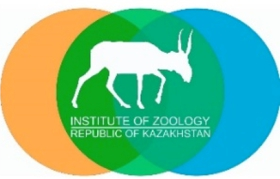 INSTITUTE OF ZOOLOGY
REPUBLIC OF KAZAKHSTAN